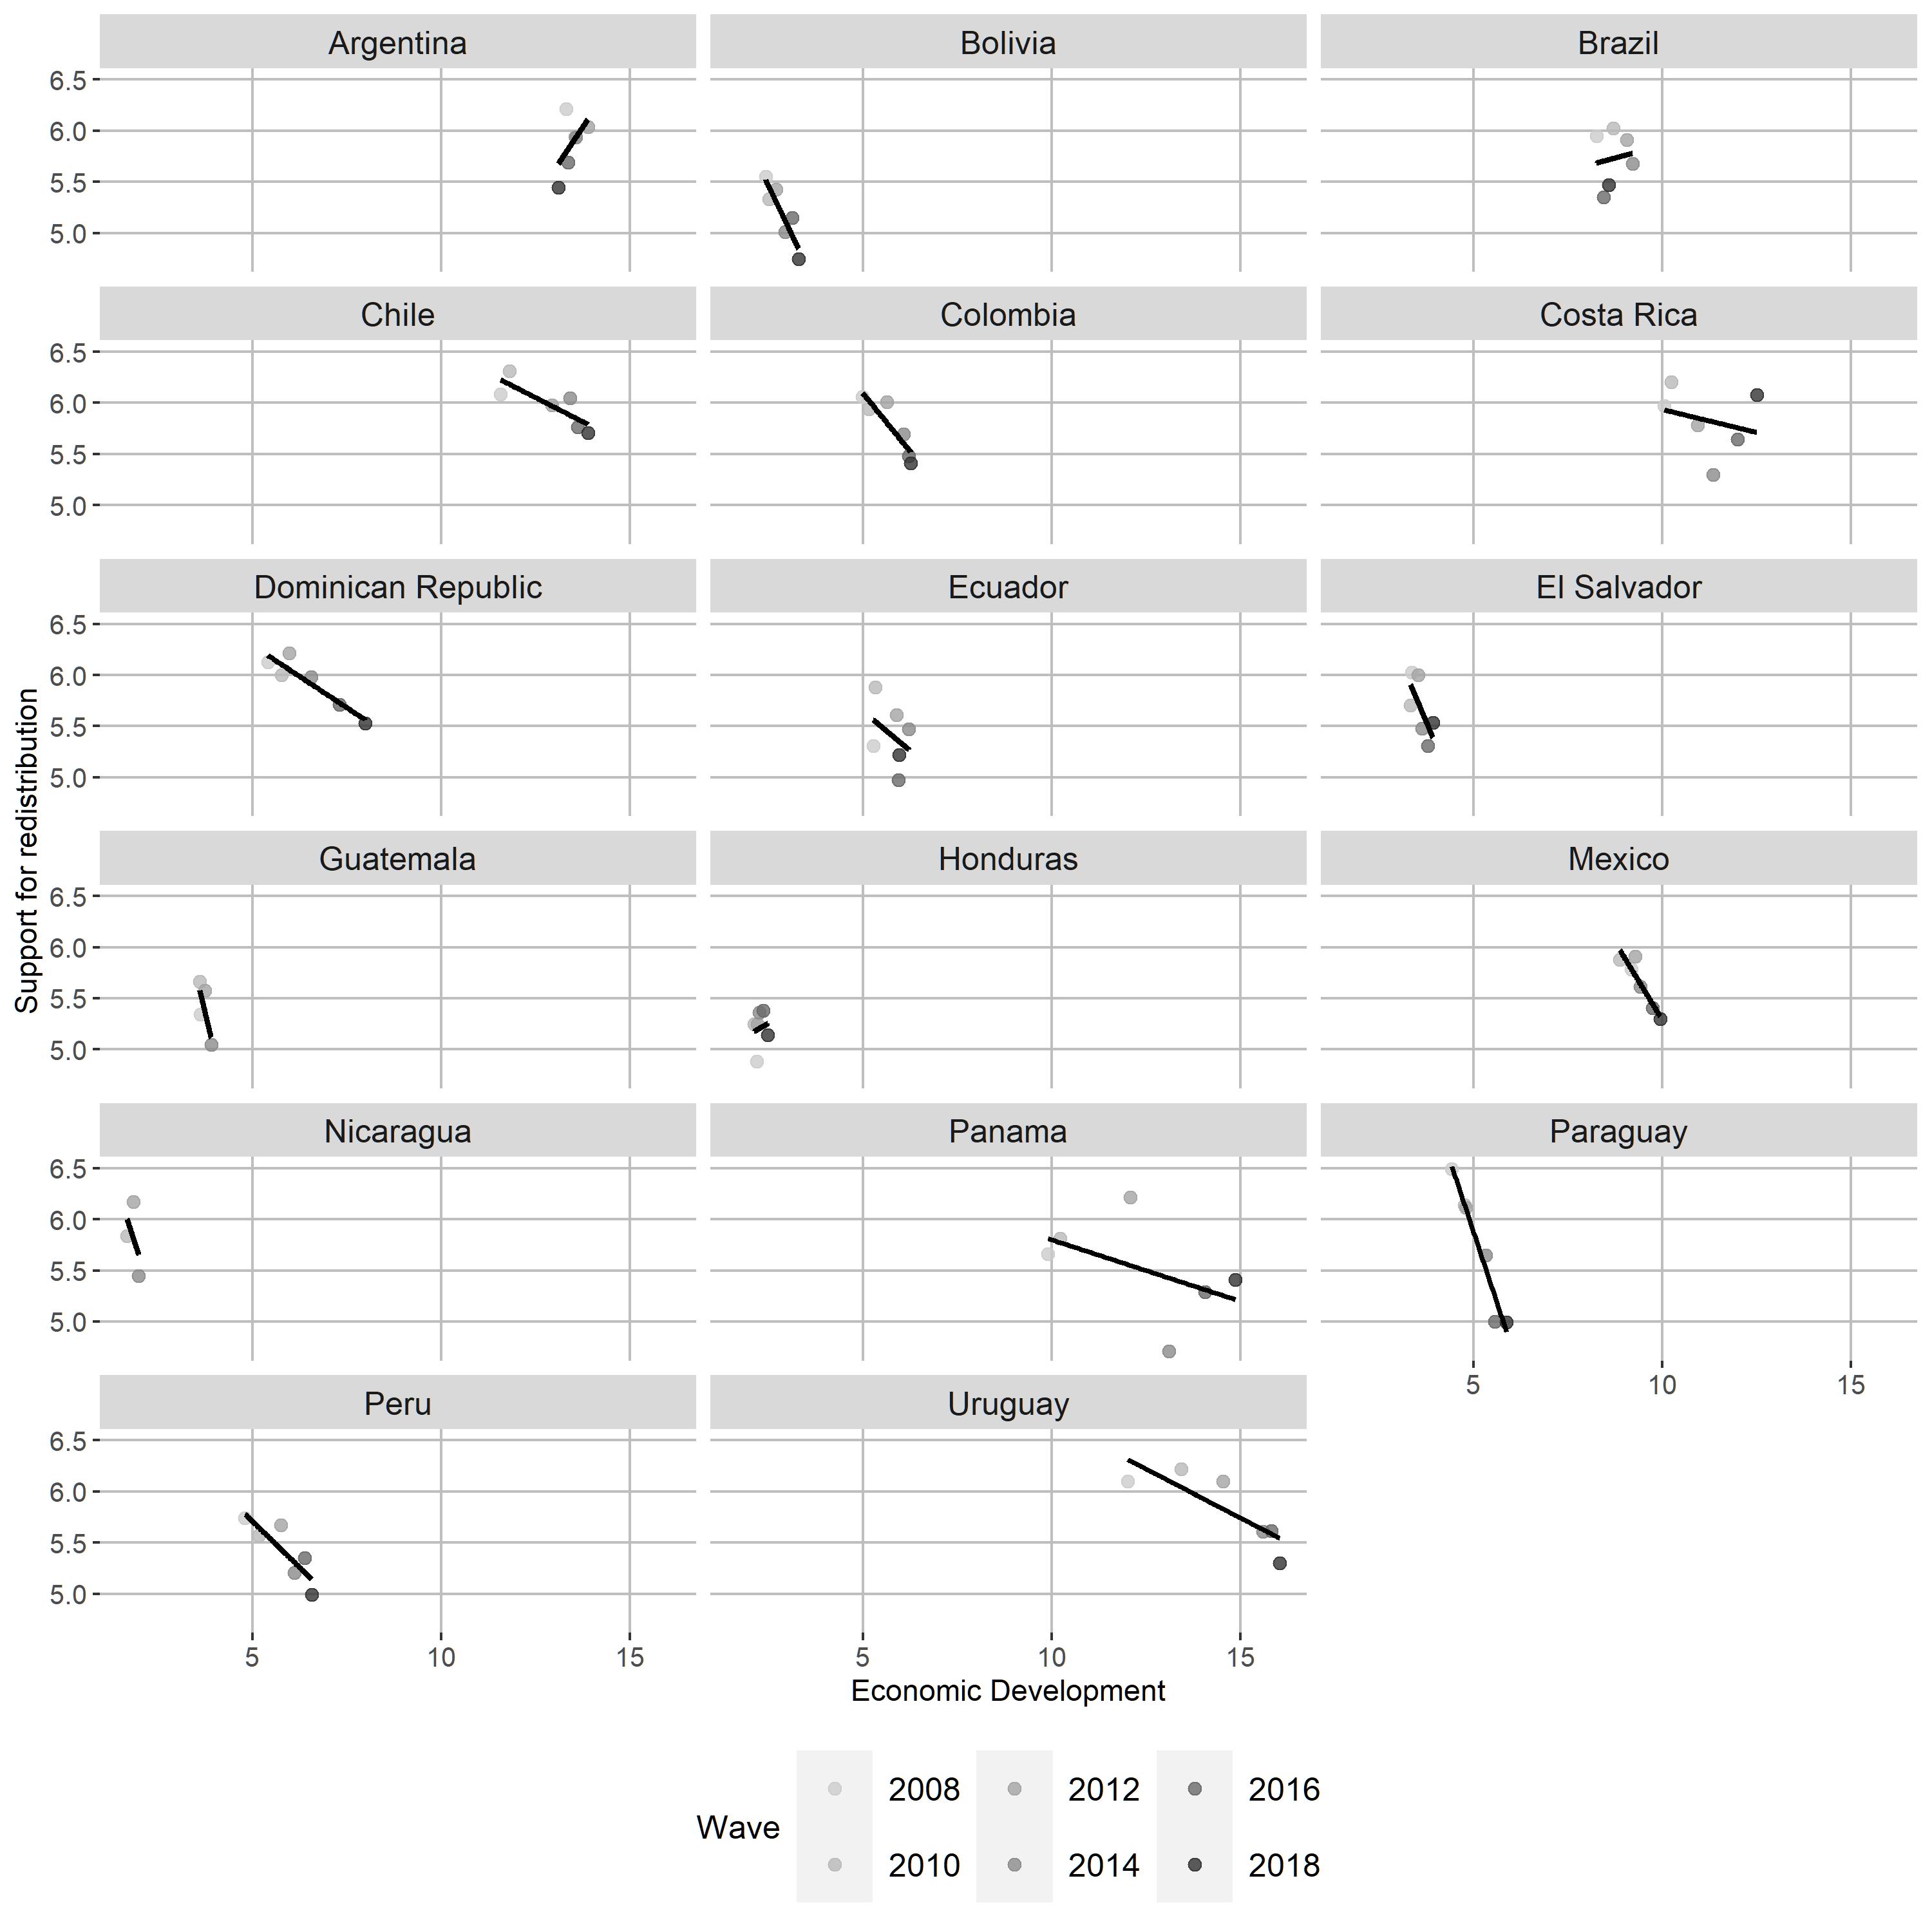 Argentina Bolivia Brazil
6.5
6.0
5.5
5.0
Chile Colombia Costa Rica
6.5
6.0
5.5
5.0
Dominican Republic Ecuador El Salvador
6.5
6.0
5.5
5.0
Support for redistribution
Guatemala Honduras Mexico
6.5
6.0
5.5
5.0
Nicaragua Panama Paraguay
6.5
6.0
5.5
5.0
5 10 15
Peru Uruguay
6.5
6.0
5.5
5.0
5 10 15 5 10 15
Economic Development
Wave
2008 2012 2016
2010 2014 2018